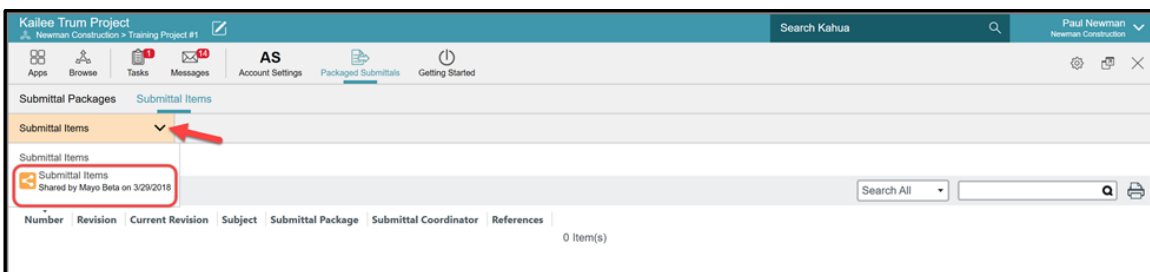 Kailee Trum Project
Newman Construction > Training Project #1
Search Kahua
Paul Newman
Newman Construction
Apps
Browse
1
Tasks
14
Messages
AS
Account Settings
Packaged Submittals
Getting Started
Submittal Packages Submittal Items
Submittal Items
Submittal Items
Submittal Items
Shared by Mayo Beta on 3/29/2018
Search All
Number Revision Current Revision Subject Submittal Package Submittal Coordinator References
0 Item(s)